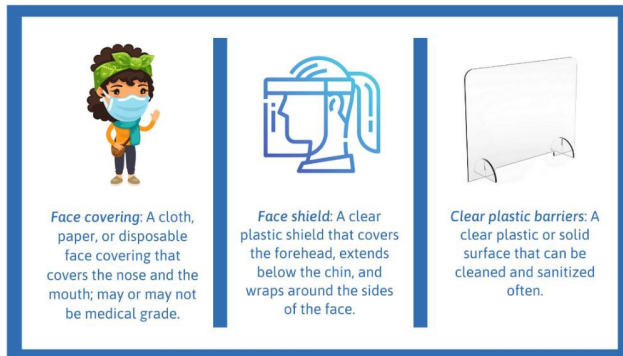 Face covering: A cloth,
paper, or disposable
face covering that
covers the nose and the
mouth; may or may not
be medical grade.
Face shield: A clear
plastic shield that covers
the forehead, extends
below the chin, and
wraps around the sides
of the face.
Clear plastic barriers: A
clear plastic or solid
surface that can be
cleaned and sanitized
often.